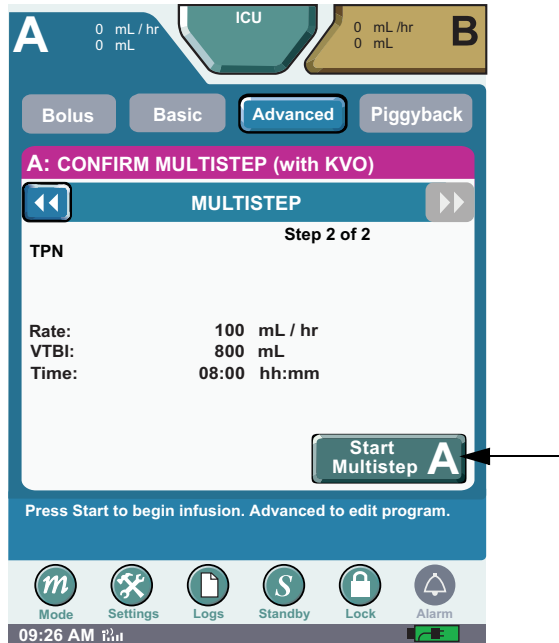 A
0 mL / hr
0 mL
ICU
0 mL /hr
0 mL
B
Bolus Basic Advanced Piggyback
A: CONFIRM MULTISTEP (with KVO)
MULTISTEP
Step 2 of 2
TPN
Rate: 100 mL / hr
VTBI: 800 mL
Time: 08:00 hh:mm
Start
Multistep A
Press Start to begin infusion. Advanced to edit program.
m S
Mode Settings Logs Standby Lock Alarm
09:26 AM